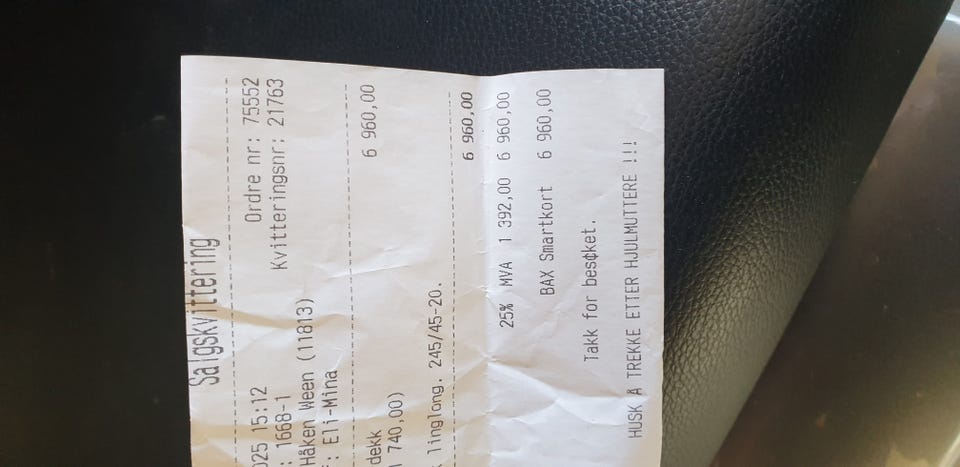 Salgskvittering
Ordre nr: 75552
025 15:12 Kvitteringsnr: 21763
: 1668-1
Håken Ween (11813)
: Eli-Mina
dekk 6 960,00
740,00)
linglong. 245/45-20.
6 960,00
25% MVA 1 392,00 6 960,00
BAX Smartkort 6 960,00
Takk for besøket.
HUSK Å TREKKE ETTER HJULMUTTERE !!!